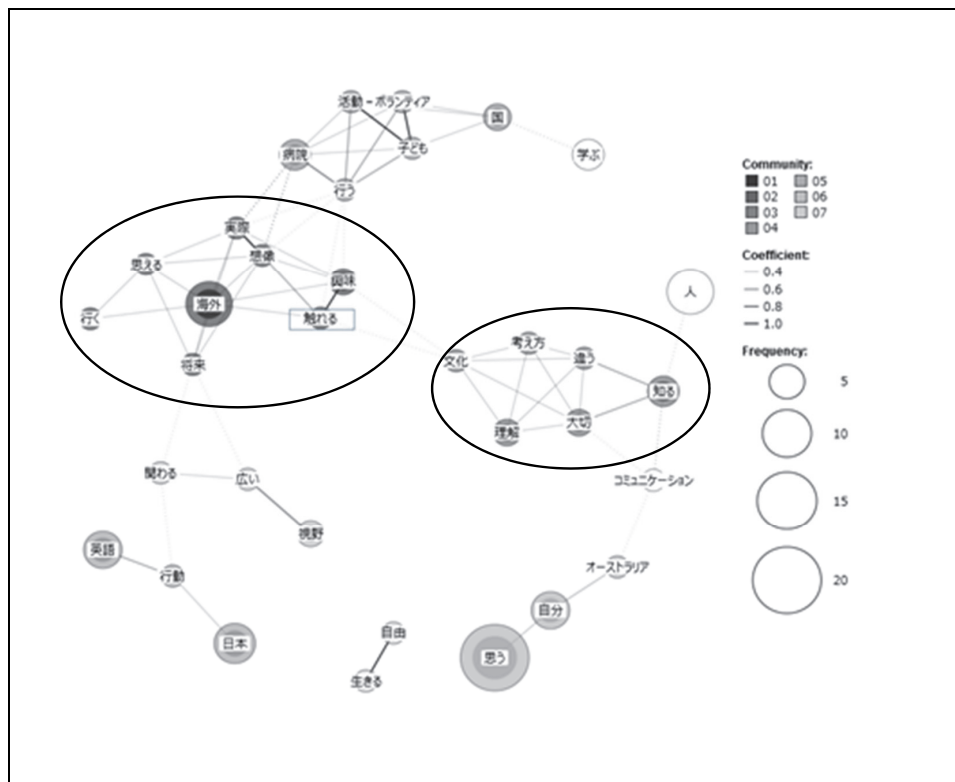 活動
ボランティア
国
病院
子ども
学ぶ
行う
実際
想像
思える
興味
海外
行く
触れる
将来
人
考え方
文化
違う
知る
大切
理解
関わる
広い
コミュニケーション
視野
英語
行動
オーストラリア
自分
自由
日本
思う
生きる
Community:
01 05
02 06
03 07
04
Coefficient:
0.4
0.6
0.8
1.0
Frequency:
5
10
15
20